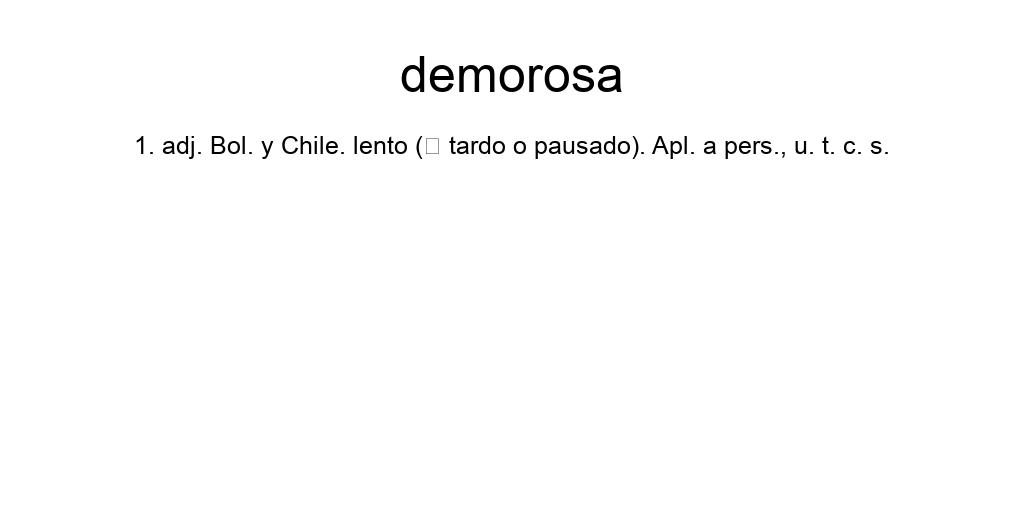 demorosa
1. adj. Bol. y Chile. lento (□ tardo o pausado). Apl. a pers., u. t. c. s.